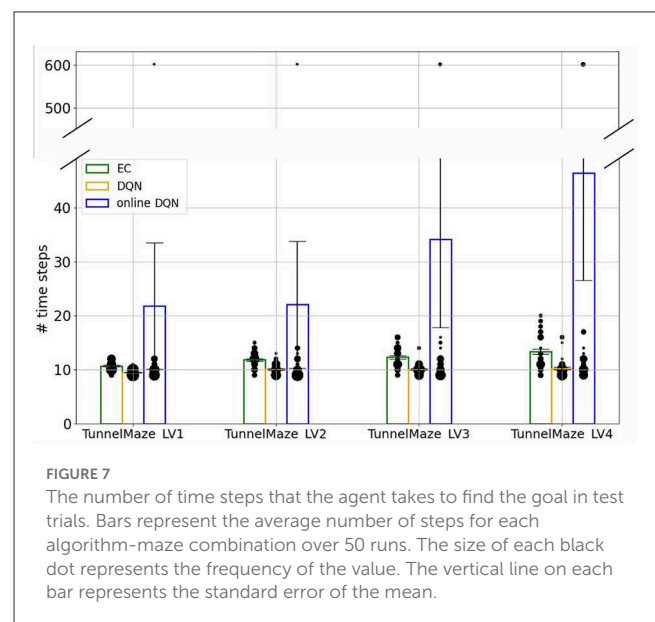 600
500
EC
DQN
online DQN
40
30
20
10
0
# time steps
TunnelMaze LV1
TunnelMaze LV2
TunnelMaze LV3
TunnelMaze LV4
FIGURE 7
The number of time steps that the agent takes to find the goal in test
trials. Bars represent the average number of steps for each
algorithm-maze combination over 50 runs. The size of each black
dot represents the frequency of the value. The vertical line on each
bar represents the standard error of the mean.